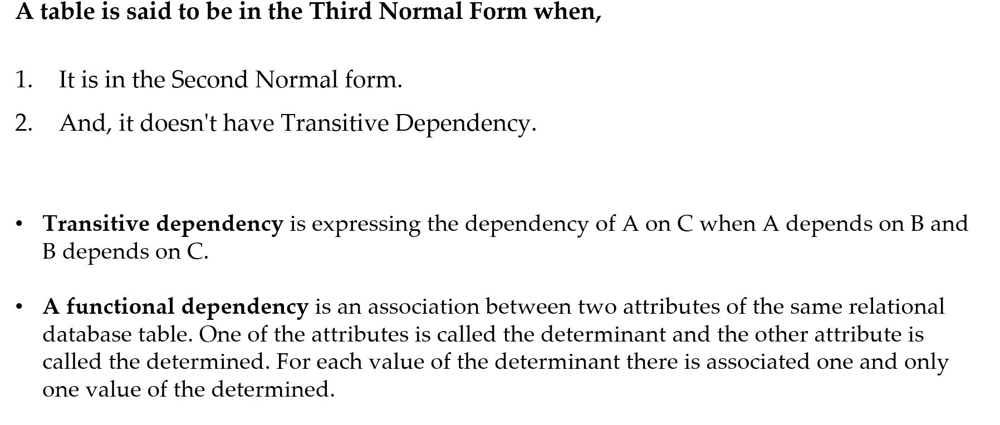 A table is said to be in the Third Normal Form when,
1. It is in the Second Normal form.
2. And, it doesn't have Transitive Dependency.
• Transitive dependency is expressing the dependency of A on C when A depends on B and
B depends on C.
• A functional dependency is an association between two attributes of the same relational
database table. One of the attributes is called the determinant and the other attribute is
called the determined. For each value of the determinant there is associated one and only
one value of the determined.